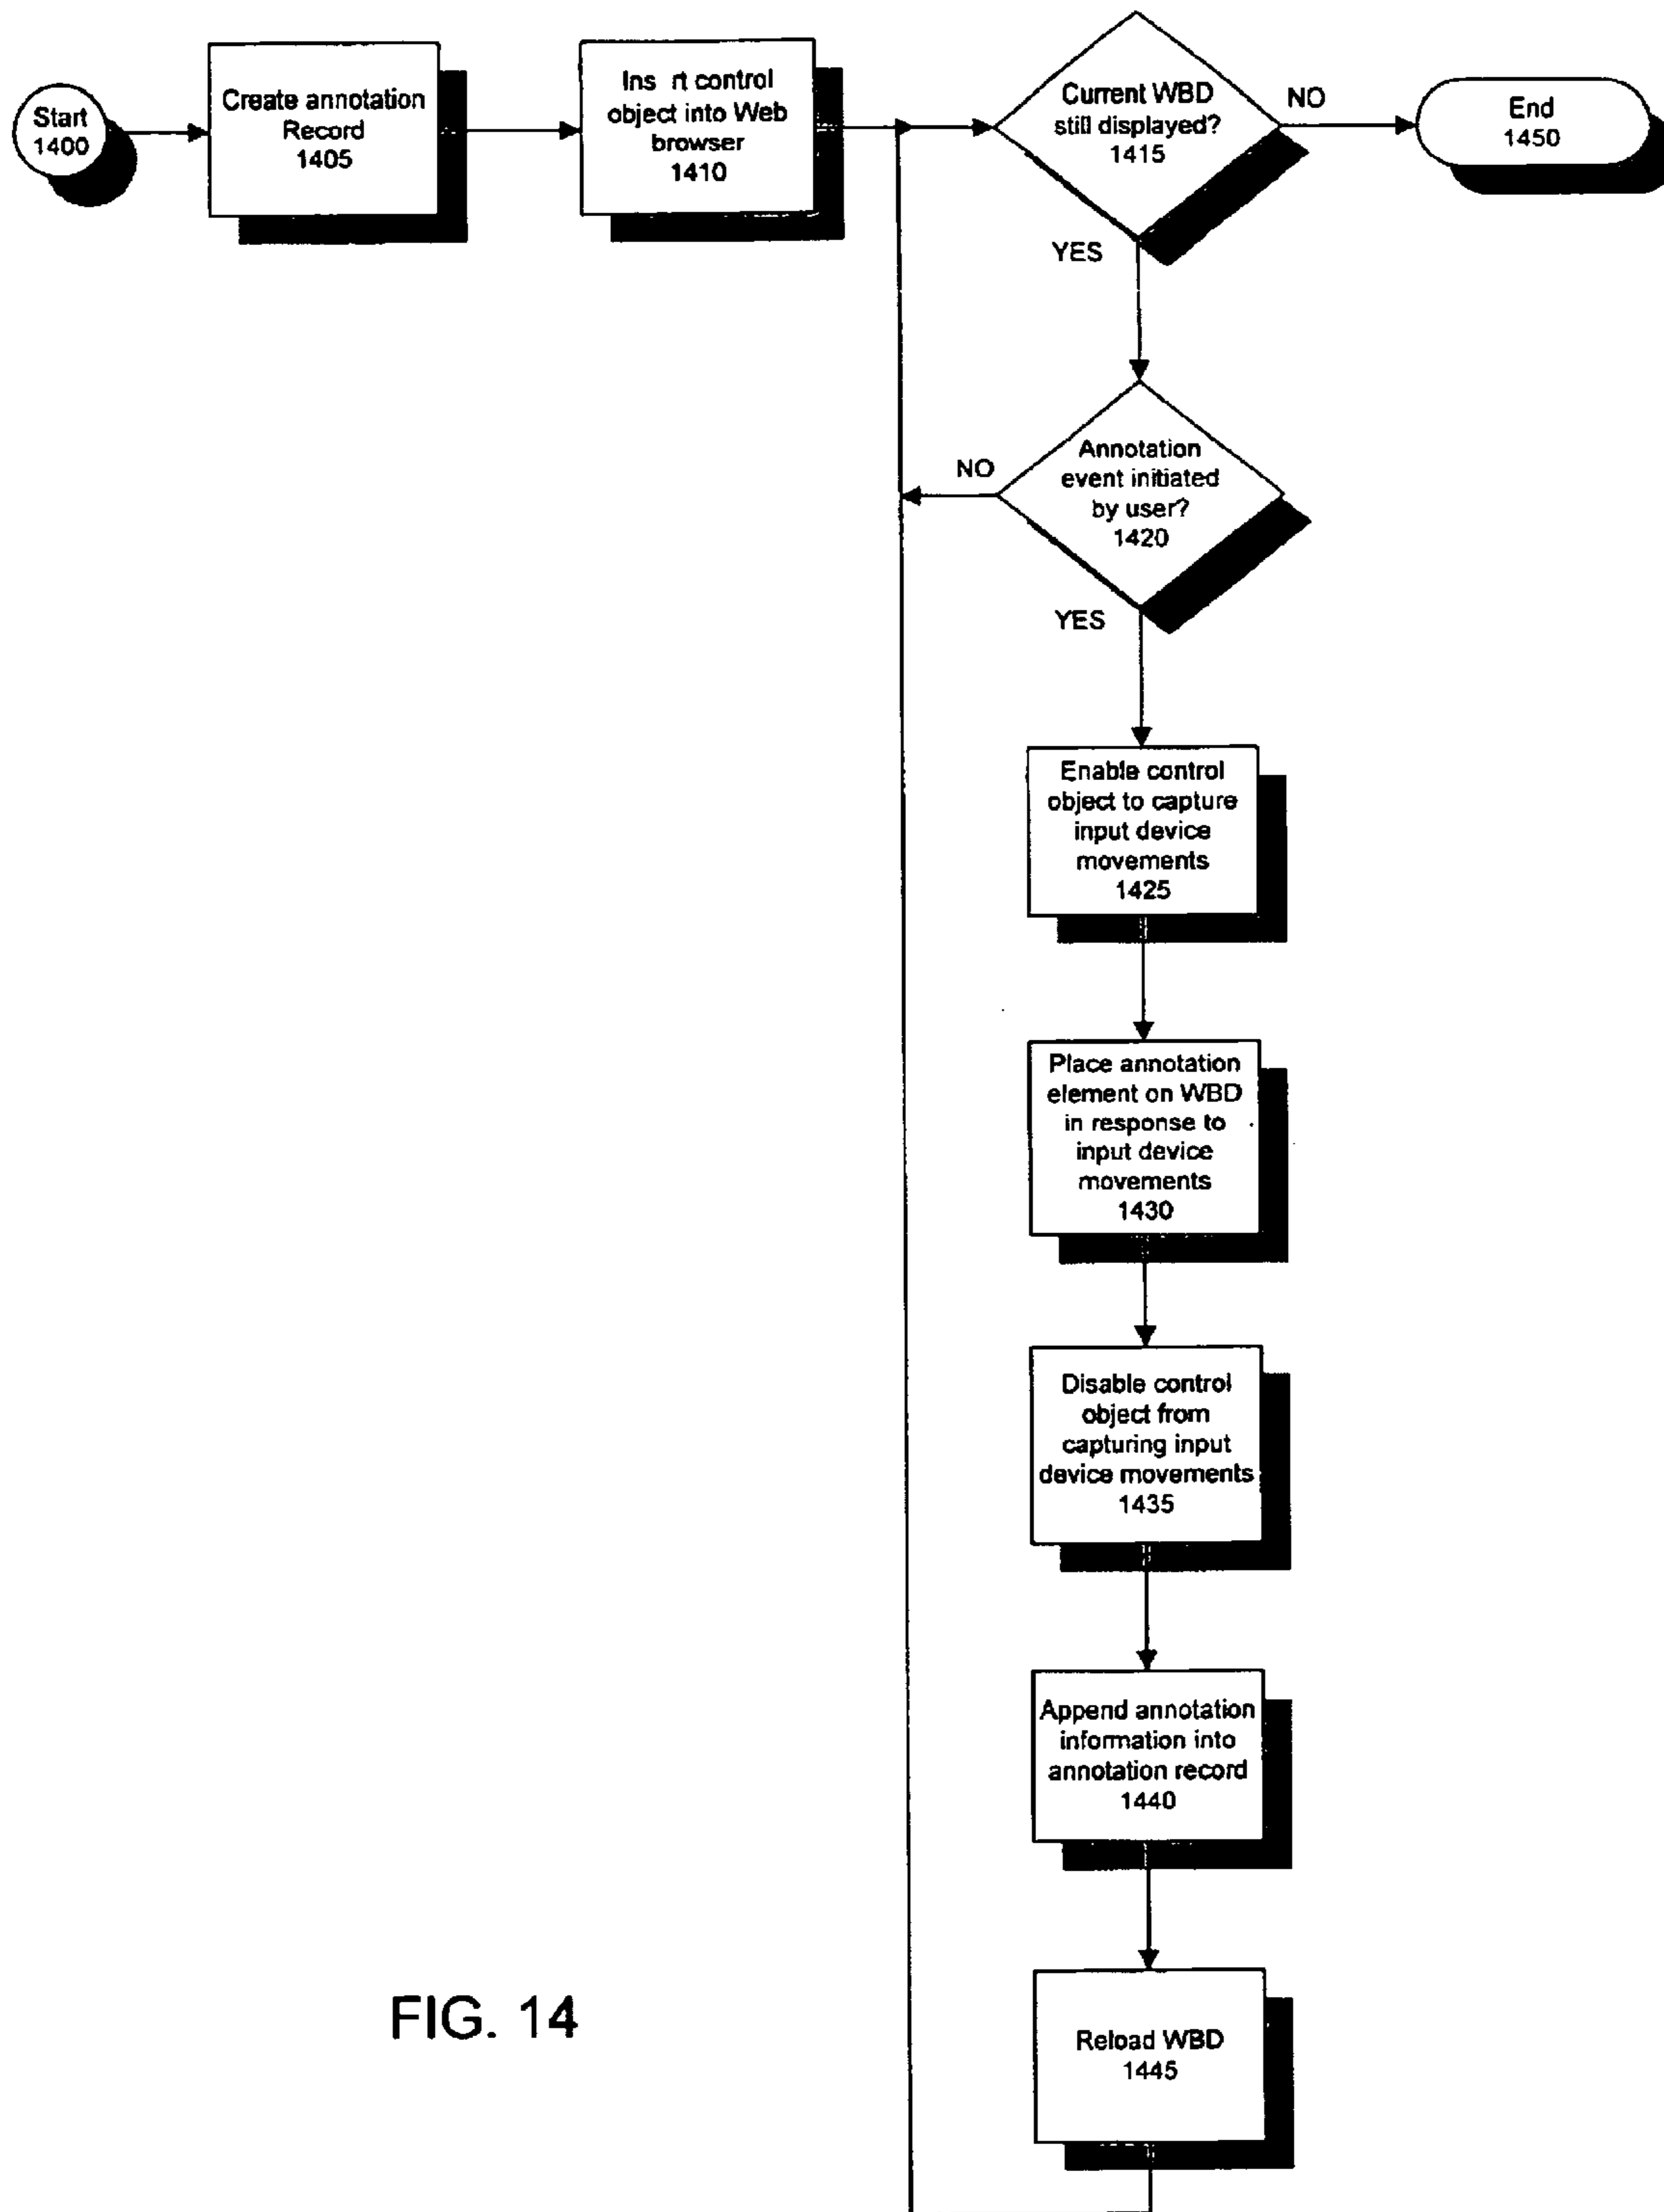 Start
1400
Create annotation
Record
1405
Ins rt control
object into Web
browser
1410
Current WBD
still displayed?
1415
NO
End
1450
YES
Annotation
event initiated
by user?
1420
NO
YES
Enable control
object to capture
input device
movements
1425
Place annotation
element on WBD
in response to
input device
movements
1430
Disable control
object from
capturing input
device movements
1435
Append annotation
information into
annotation record
1440
Reload WBD
1445
FIG. 14